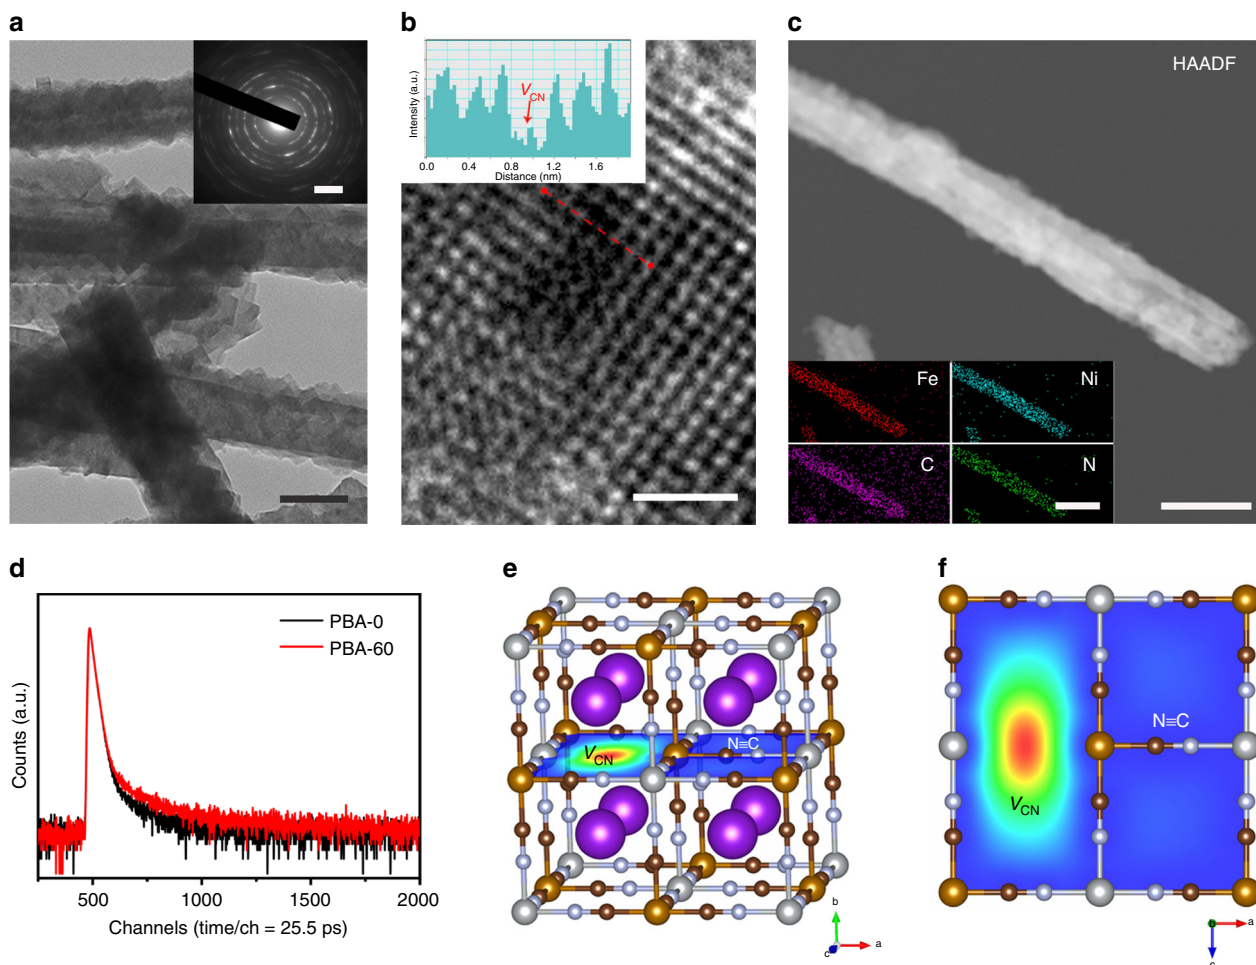 a
b
Intensity (a.u.)
V_CN
0.0 0.4 0.8 1.2 1.6
Distance (nm)
c
HAADF
Fe
Ni
C
N
d
PBA-0
PBA-60
Counts (a.u.)
500 1000 1500 2000
Channels (time/ch = 25.5 ps)
e
V_CN
N≡C
b
a
c
f
N≡C
V_CN
b
a
c